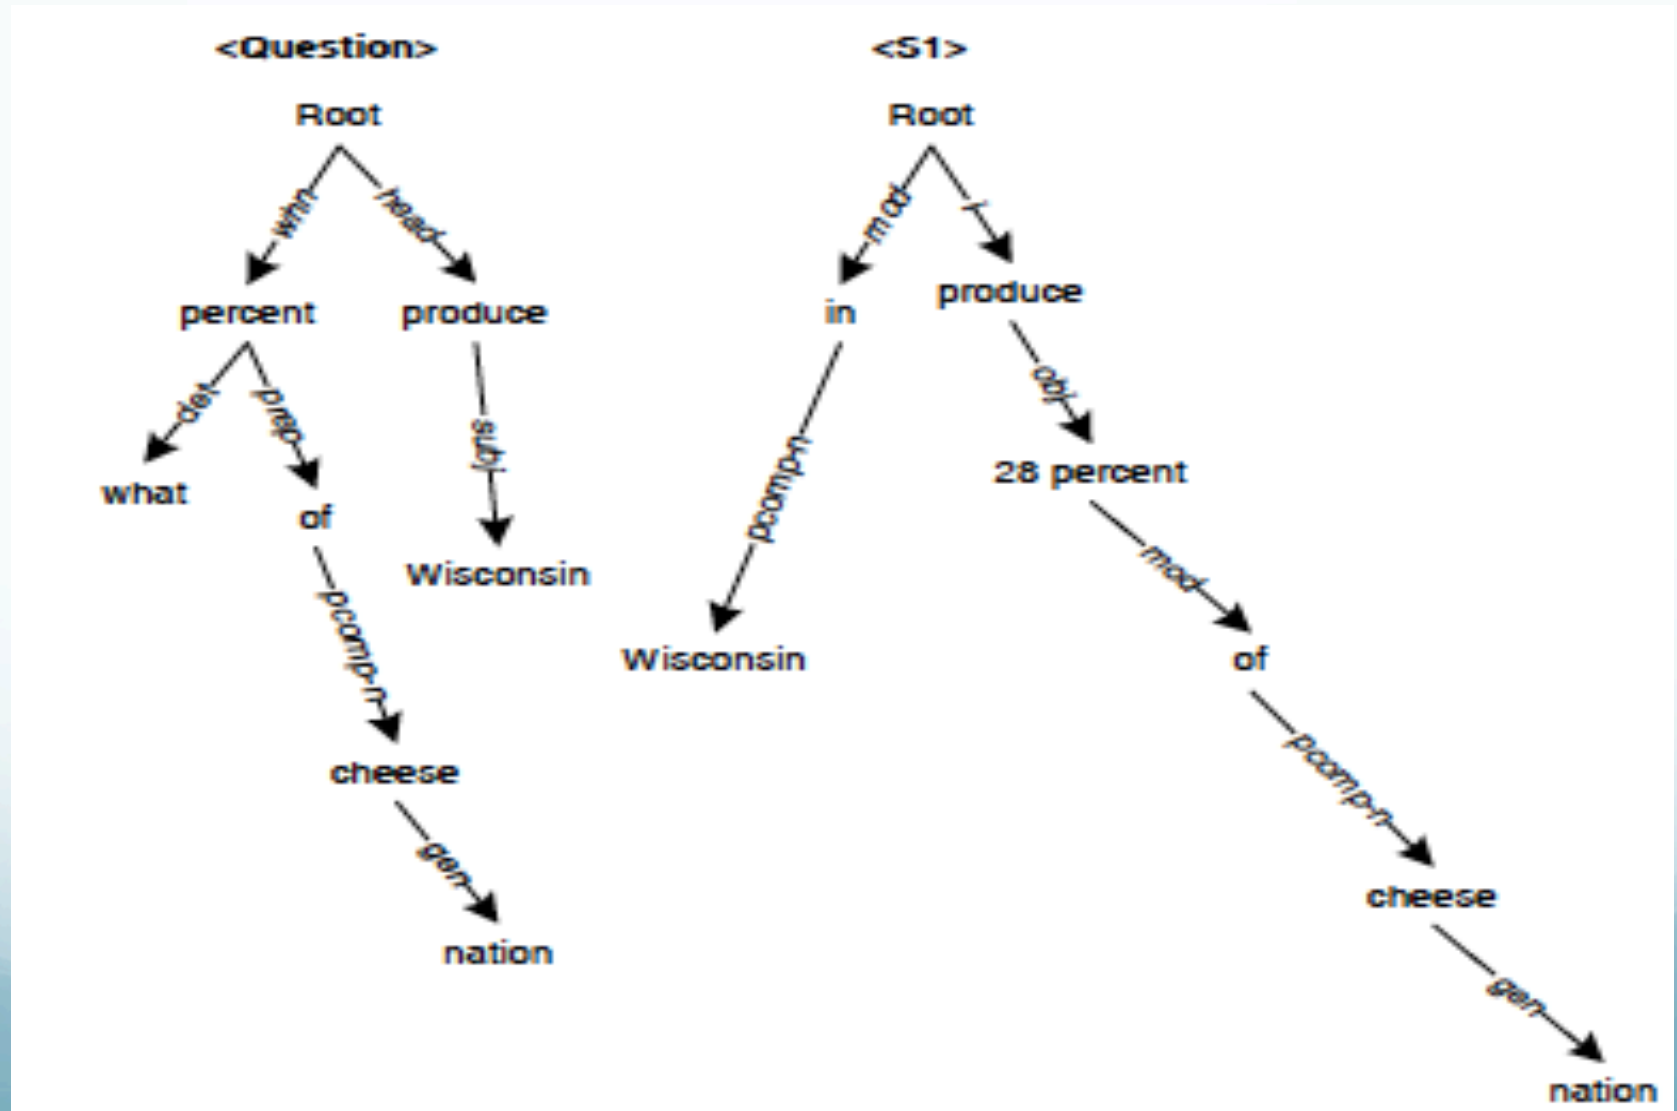 <Question>
Root
whn
head
percent
produce
det
prep
subj
what
of
Wisconsin
pcomp-n
cheese
gen
nation
<S1>
Root
mod
i
in
produce
pcomp-n
obj
Wisconsin
28 percent
mod
of
pcomp-n
cheese
gen
nation